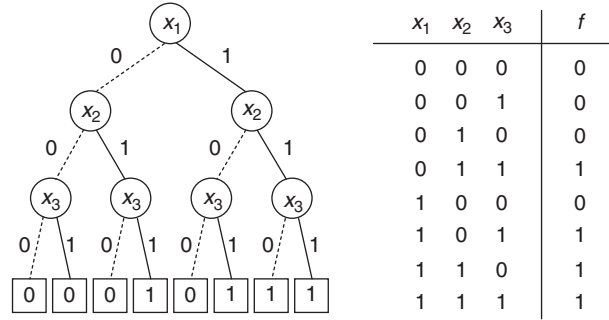 x1
0 1
x2 x2
0 1 0 1
x3 x3 x3 x3
0 1 0 1 0 1 0 1
0 0 0 1 0 1 1 1
x1 x2 x3 f
0 0 0 0
0 0 1 0
0 1 0 0
0 1 1 1
1 0 0 0
1 0 1 1
1 1 0 1
1 1 1 1